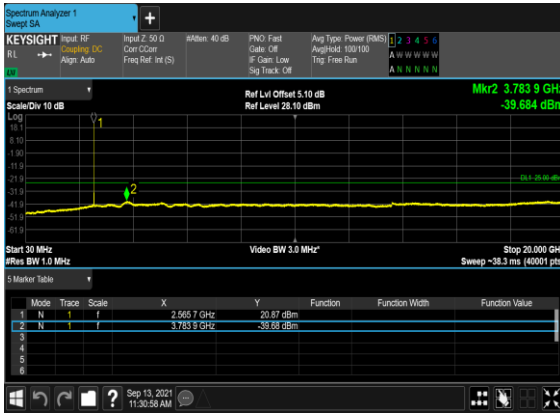 Spectrum Analyzer 1
Swept SA
+
KEYSIGHT Input: RF Input Z: 50 Ω #Atten: 40 dB PNO: Fast Avg Type: Power (RMS) 1 2 3 4 5 6
RL Coupling: DC Corr CCorr Gate: Off Avg|Hold: 100/100 A W W W W W
Align: Auto Freq Ref: Int (S) IF Gain: Low Trig: Free Run
Sig Track: Off A N N N N N
1 Spectrum Ref Lvl Offset 5.10 dB Mkr2 3.783 9 GHz
Scale/Div 10 dB Ref Level 28.10 dBm -39.684 dBm
Log
18.1
8.10
-1.90
-11.9
-21.9
-31.9
-41.9
-51.9
-61.9
1
2
DL1 -25.00 dBm
Start 30 MHz Video BW 3.0 MHz* Stop 20.000 GHz
#Res BW 1.0 MHz Sweep ~38.3 ms (40001 pts)
5 Marker Table
Mode Trace Scale X Y Function Function Width Function Value
1 N 1 f 2.565 7 GHz 20.87 dBm
2 N 1 f 3.783 9 GHz -39.68 dBm
3
4
5
6
? Sep 13, 2021
11:30:58 AM